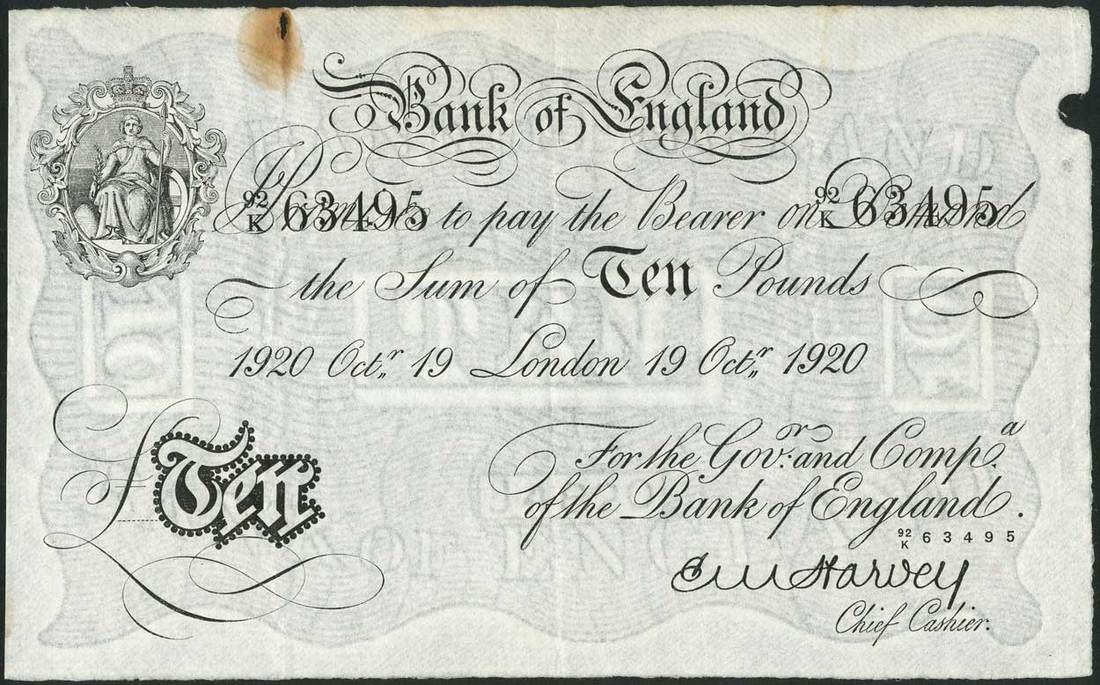 Bank of England
92/K 63495 92/K 63495
I Promise to pay the Bearer on Demand
the Sum of Ten Pounds
1920 Octr 19 London 19 Octr 1920
For the Govr. and Compa.
of the Bank of England.
£Ten
92/K 63495
E M Harvey
Chief Cashier.